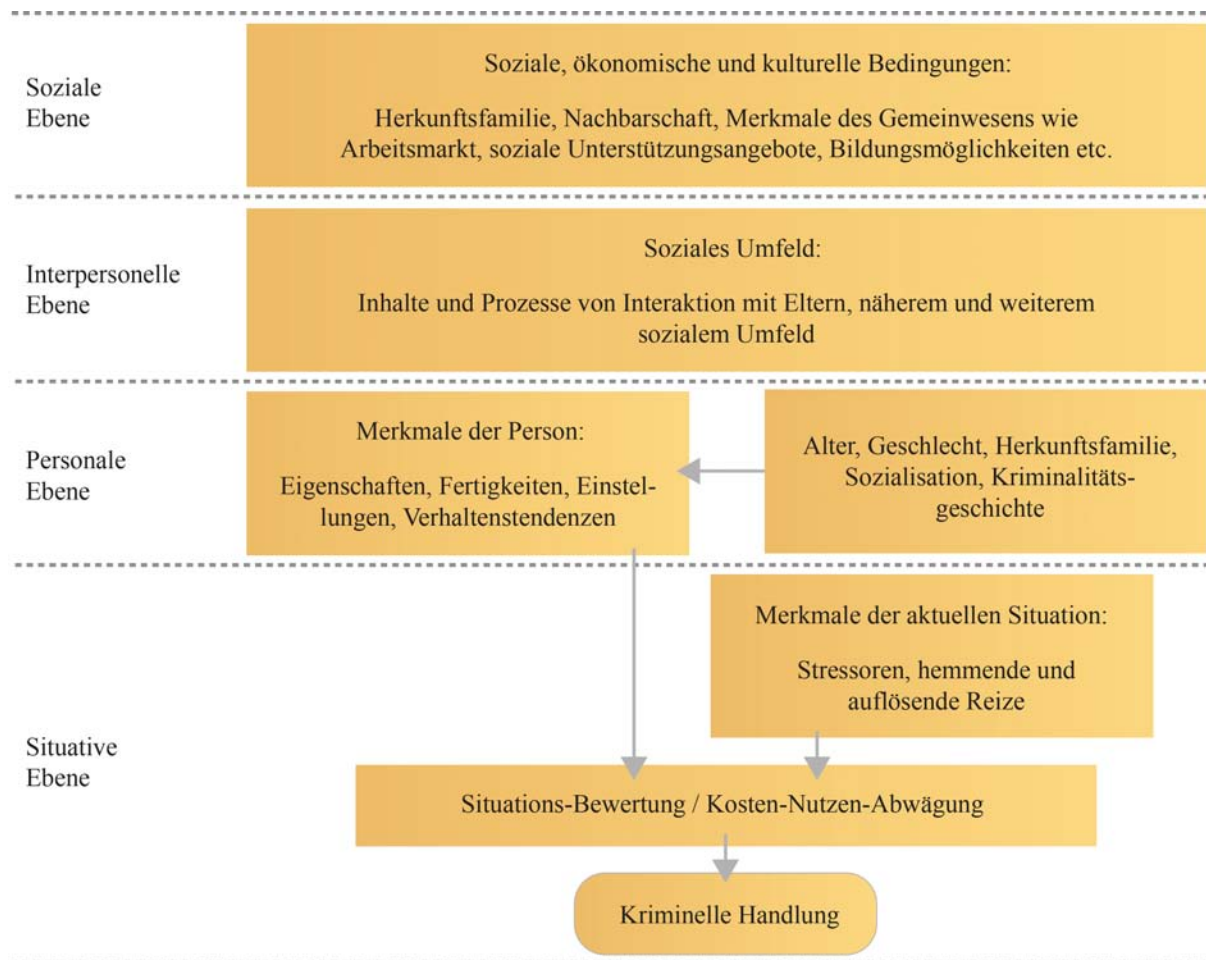 Soziale
Ebene
Soziale, ökonomische und kulturelle Bedingungen:
Herkunftsfamilie, Nachbarschaft, Merkmale des Gemeinwesens wie
Arbeitsmarkt, soziale Unterstützungsangebote, Bildungsmöglichkeiten etc.
Interpersonelle
Ebene
Soziales Umfeld:
Inhalte und Prozesse von Interaktion mit Eltern, näherem und weiterem
sozialem Umfeld
Personale
Ebene
Merkmale der Person:
Eigenschaften, Fertigkeiten, Einstel-
lungen, Verhaltenstendenzen
Alter, Geschlecht, Herkunftsfamilie,
Sozialisation, Kriminalitäts-
geschichte
Situative
Ebene
Merkmale der aktuellen Situation:
Stressoren, hemmende und
auflösende Reize
Situations-Bewertung / Kosten-Nutzen-Abwägung
Kriminelle Handlung